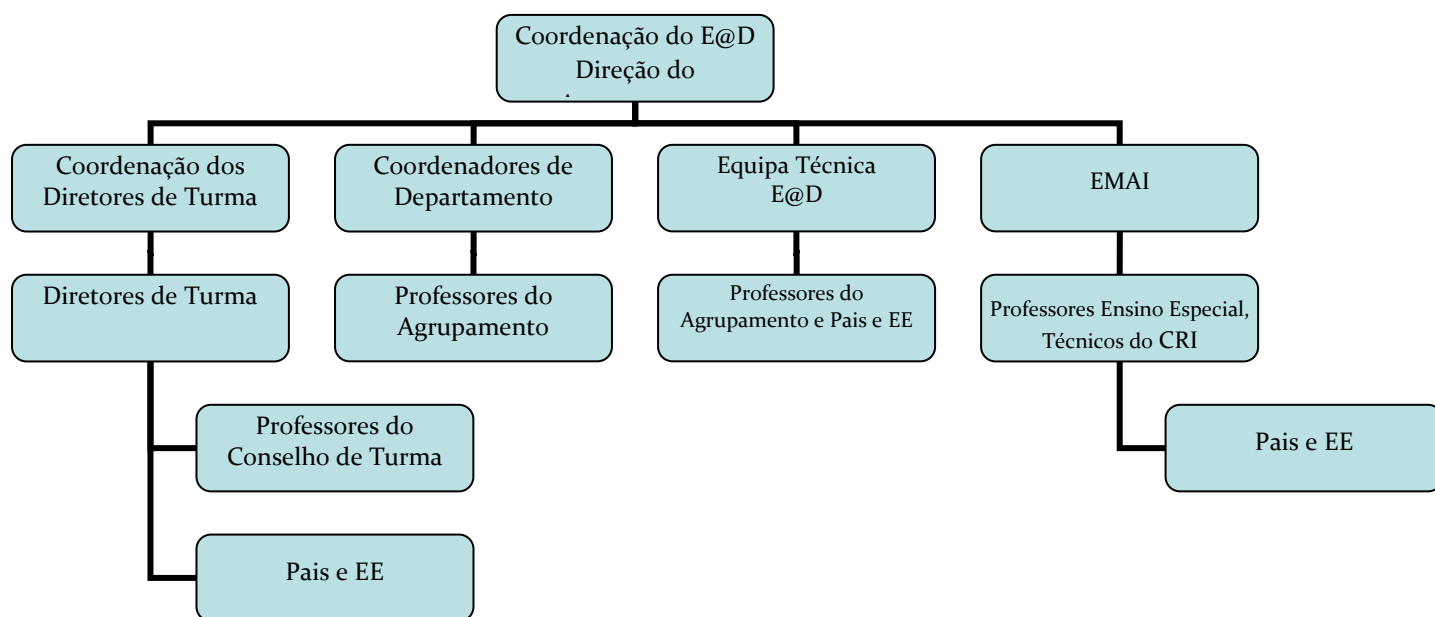 Coordenação do E@D
Direção do
Coordenação dos
Diretores de Turma
Coordenadores de
Departamento
Equipa Técnica
E@D
EMAI
Diretores de Turma
Professores do
Agrupamento
Professores do
Agrupamento e Pais e EE
Professores Ensino Especial,
Técnicos do CRI
Professores do
Conselho de Turma
Pais e EE
Pais e EE